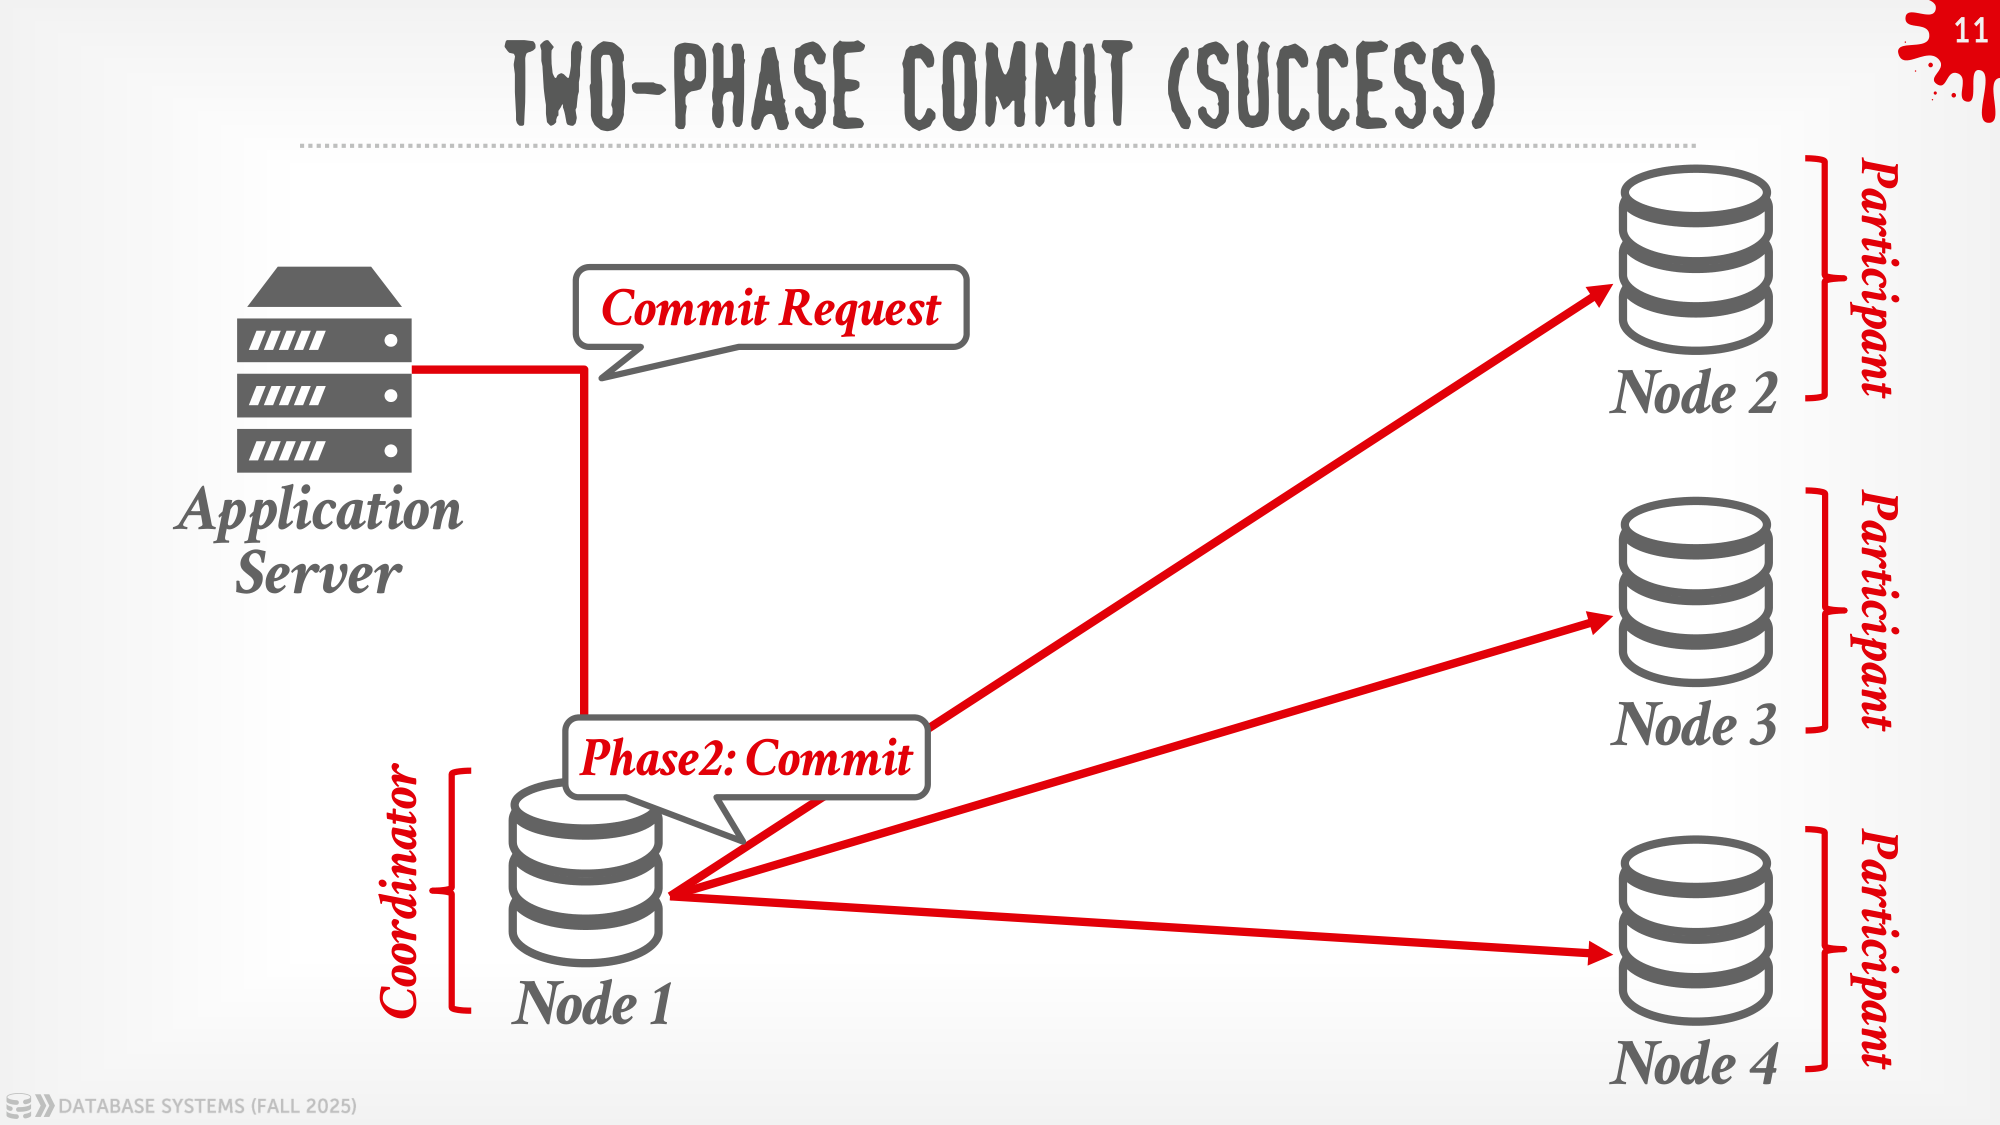 11
TWO-PHASE COMMIT (SUCCESS)
Commit Request
Application
Server
Phase2: Commit
Coordinator
Node 1
Participant
Node 2
Participant
Node 3
Participant
Node 4
DATABASE SYSTEMS (FALL 2025)